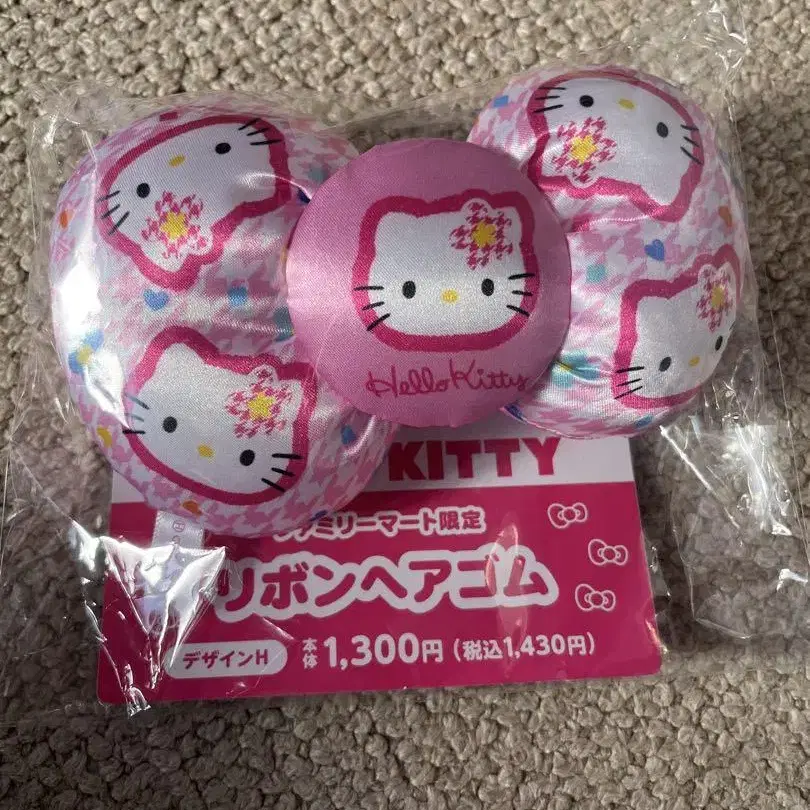 Hello Kitty
KITTY
ファミリーマート限定
リボンヘアゴム
デザインH
本体1,300円(税込1,430円)